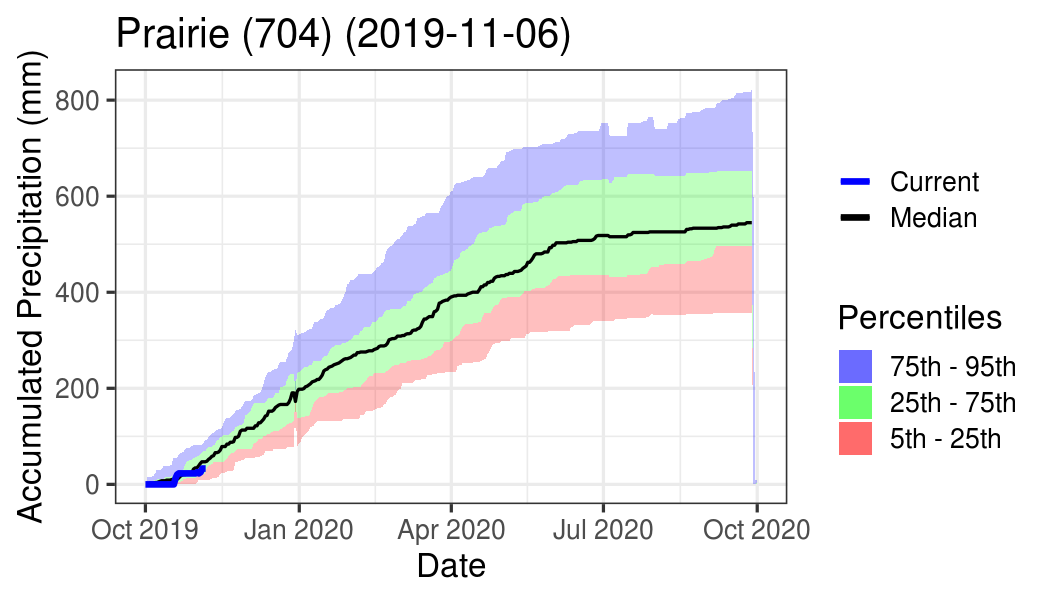 Prairie (704) (2019-11-06)
Accumulated Precipitation (mm)
800
600
400
200
0
Oct 2019
Jan 2020
Apr 2020
Jul 2020
Oct 2020
Date
Current
Median
Percentiles
75th - 95th
25th - 75th
5th - 25th